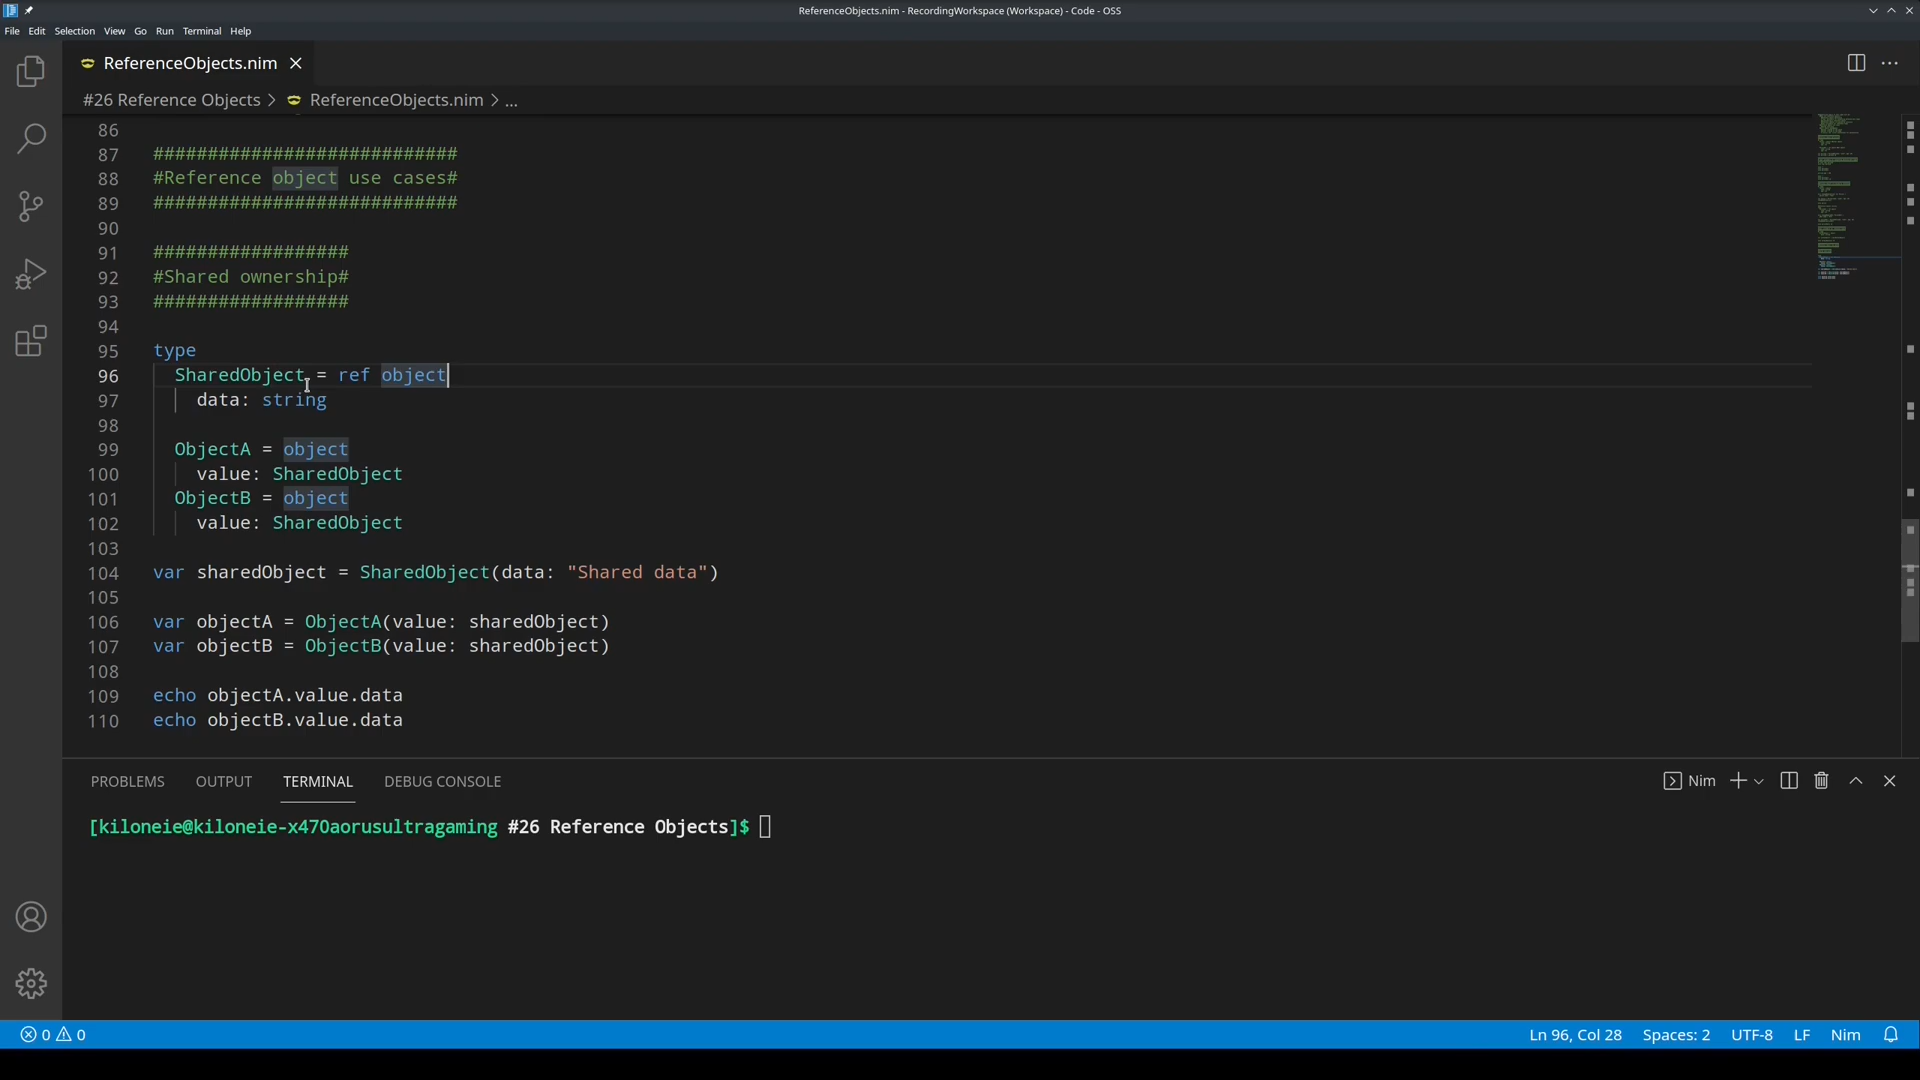 ReferenceObjects.nim - RecordingWorkspace (Workspace) - Code - OSS
File Edit Selection View Go Run Terminal Help
ReferenceObjects.nim
#26 Reference Objects > ReferenceObjects.nim > ...
86
87 ############################
88 #Reference object use cases#
89 ############################
90
91 ##################
92 #Shared ownership#
93 ##################
94
95 type
96 SharedObject = ref object
97 data: string
98
99 ObjectA = object
100 value: SharedObject
101 ObjectB = object
102 value: SharedObject
103
104 var sharedObject = SharedObject(data: "Shared data")
105
106 var objectA = ObjectA(value: sharedObject)
107 var objectB = ObjectB(value: sharedObject)
108
109 echo objectA.value.data
110 echo objectB.value.data
PROBLEMS OUTPUT TERMINAL DEBUG CONSOLE Nim
[kiloneie@kiloneie-x470aorusultragaming #26 Reference Objects]$
0 0 Ln 96, Col 28 Spaces: 2 UTF-8 LF Nim